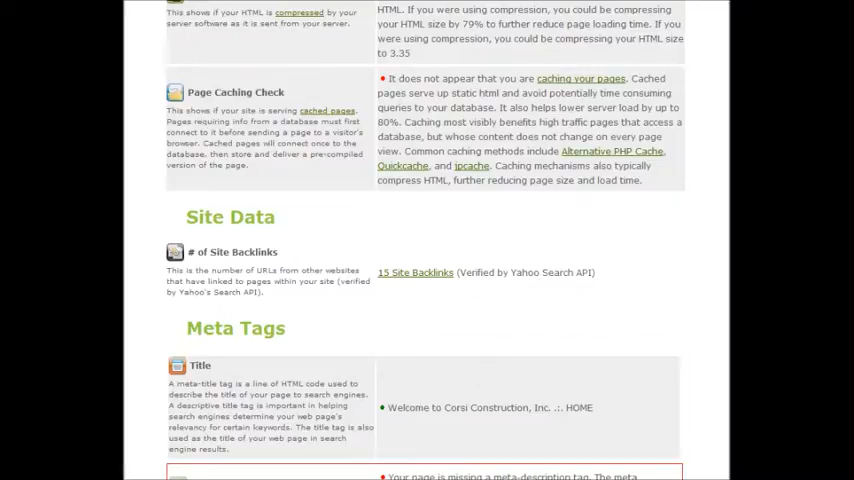 HTML. If you were using compression, you could be compressing
This shows if your HTML is compressed by your
your HTML size by 79% to further reduce page loading time. If you
server software as it is sent from your server.
were using compression, you could be compressing your HTML size
to 3.35
Page Caching Check
This shows if your site is serving cached pages.
Pages requiring info from a database must first
connect to it before sending a page to a visitor's
browser. Cached pages will connect once to the
database, then store and deliver a pre-compiled
version of the page.
It does not appear that you are caching your pages. Cached
pages serve up static html and avoid potentially time consuming
queries to your database. It also helps lower server load by up to
80%. Caching most visibly benefits high traffic pages that access a
database, but whose content does not change on every page
view. Common caching methods include Alternative PHP Cache,
Quickcache, and jpcache. Caching mechanisms also typically
compress HTML, further reducing page size and load time.
Site Data
# of Site Backlinks
This is the number of URLs from other websites
that have linked to pages within your site (verified
by Yahoo's Search API).
15 Site Backlinks (Verified by Yahoo Search API)
Meta Tags
Title
A meta-title tag is a line of HTML code used to
describe the title of your page to search engines.
A descriptive title tag is important in helping
search engines determine your web page's
relevancy for certain keywords. The title tag is also
used as the title of your web page in search
engine results.
Welcome to Corsi Construction, Inc. .:. HOME
Your page is missing a meta-description tag. The meta